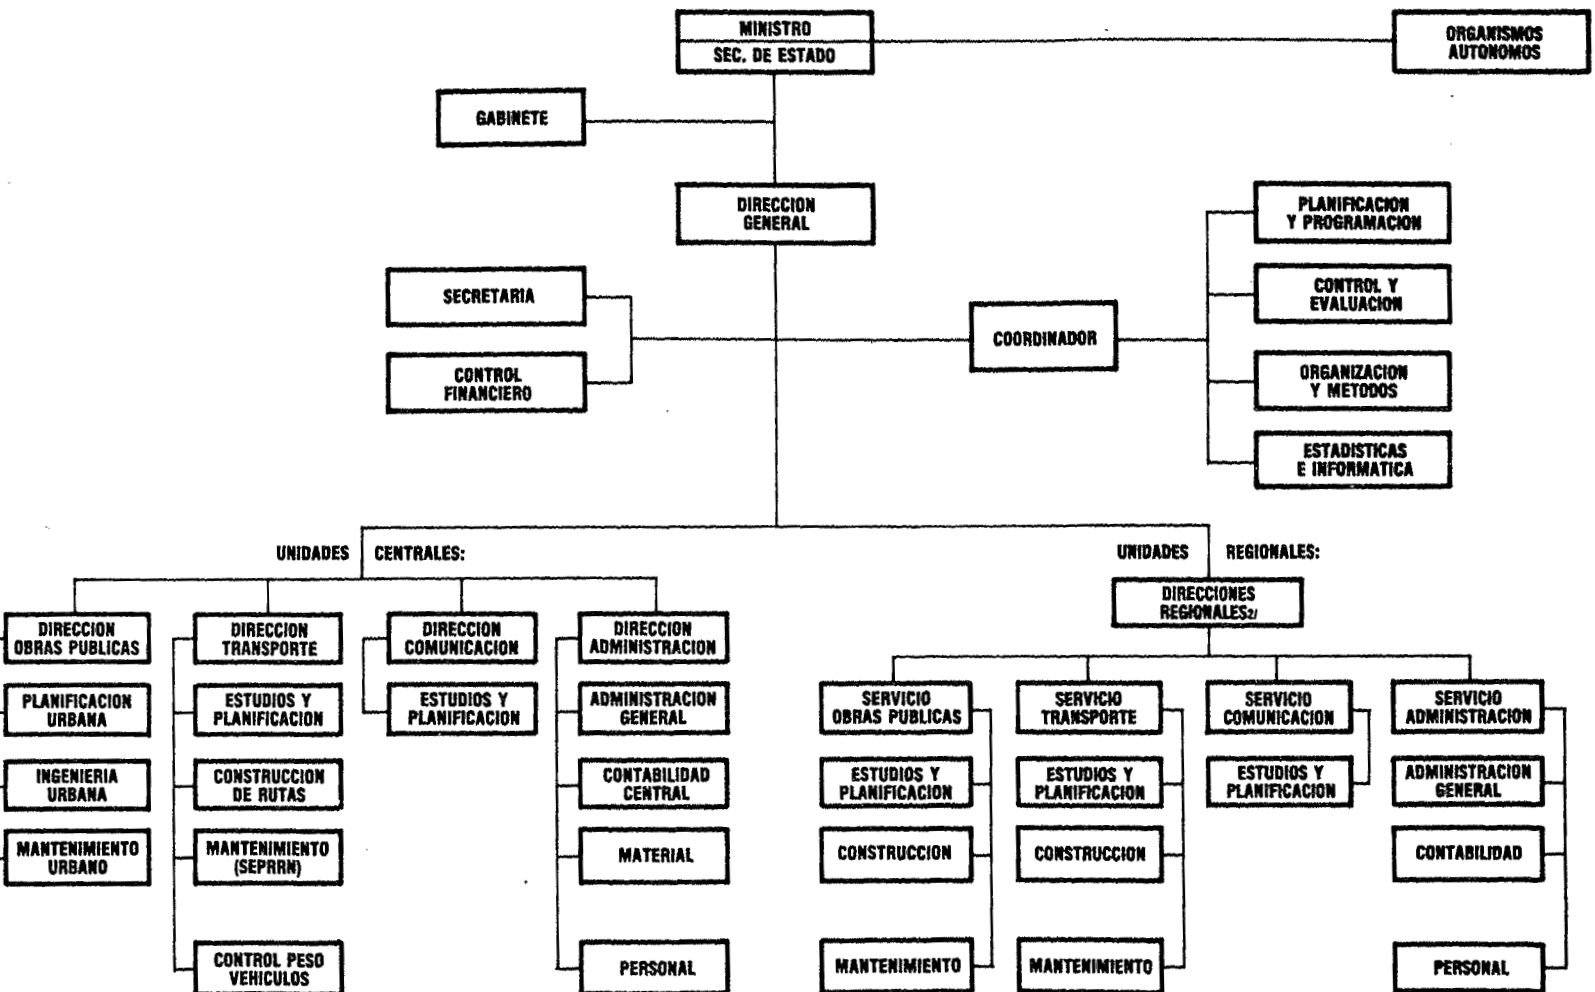 MINISTRO
SEC. DE ESTADO
ORGANISMOS
AUTONOMOS
GABINETE
DIRECCION
GENERAL
PLANIFICACION
Y PROGRAMACION
SECRETARIA
CONTROL Y
EVALUACION
COORDINADOR
CONTROL
FINANCIERO
ORGANIZACION
Y METODOS
ESTADISTICAS
E INFORMATICA
UNIDADES CENTRALES:
UNIDADES REGIONALES:
DIRECCIONES
REGIONALES2/
DIRECCION
OBRAS PUBLICAS
DIRECCION
TRANSPORTE
DIRECCION
COMUNICACION
DIRECCION
ADMINISTRACION
PLANIFICACION
URBANA
ESTUDIOS Y
PLANIFICACION
ESTUDIOS Y
PLANIFICACION
ADMINISTRACION
GENERAL
SERVICIO
OBRAS PUBLICAS
SERVICIO
TRANSPORTE
SERVICIO
COMUNICACION
SERVICIO
ADMINISTRACION
INGENIERIA
URBANA
CONSTRUCCION
DE RUTAS
CONTABILIDAD
CENTRAL
ESTUDIOS Y
PLANIFICACION
ESTUDIOS Y
PLANIFICACION
ESTUDIOS Y
PLANIFICACION
ADMINISTRACION
GENERAL
MANTENIMIENTO
URBANO
MANTENIMIENTO
(SEPRRN)
MATERIAL
CONSTRUCCION
CONSTRUCCION
CONTABILIDAD
CONTROL PESO
VEHICULOS
PERSONAL
MANTENIMIENTO
MANTENIMIENTO
PERSONAL